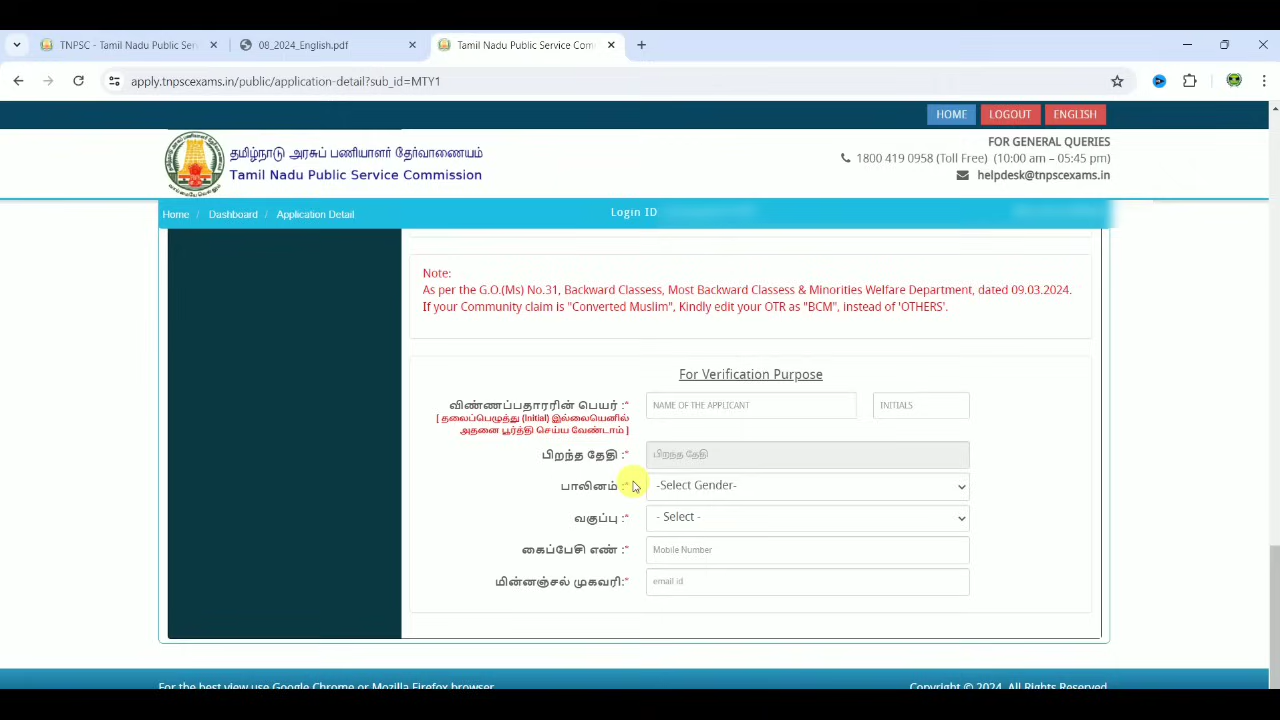 TNPSC - Tamil Nadu Public Ser
08_2024_English.pdf
Tamil Nadu Public Service Com
apply.tnpscexams.in/public/application-detail?sub_id=MTY1
HOME
LOGOUT
ENGLISH
தமிழ்நாடு அரசுப் பணியாளர் தேர்வாணையம்
Tamil Nadu Public Service Commission
FOR GENERAL QUERIES
1800 419 0958 (Toll Free) (10:00 am – 05:45 pm)
helpdesk@tnpscexams.in
Home / Dashboard / Application Detail
Login ID
Note:
As per the G.O.(Ms) No.31, Backward Classess, Most Backward Classess & Minorities Welfare Department, dated 09.03.2024.
If your Community claim is "Converted Muslim", Kindly edit your OTR as "BCM", instead of 'OTHERS'.
For Verification Purpose
விண்ணப்பதாரரின் பெயர் :* NAME OF THE APPLICANT INITIALS
[ தலைப்பெழுத்து (Initial) இல்லையெனில்
அதனை பூர்த்தி செய்ய வேண்டாம் ]
பிறந்த தேதி :* பிறந்த தேதி
பாலினம் :* -Select Gender-
வகுப்பு :* - Select -
கைப்பேசி எண் :* Mobile Number
மின்னஞ்சல் முகவரி:* email id
For the best view use Google Chrome or Mozilla Firefox browser
Copyright © 2024. All Rights Reserved